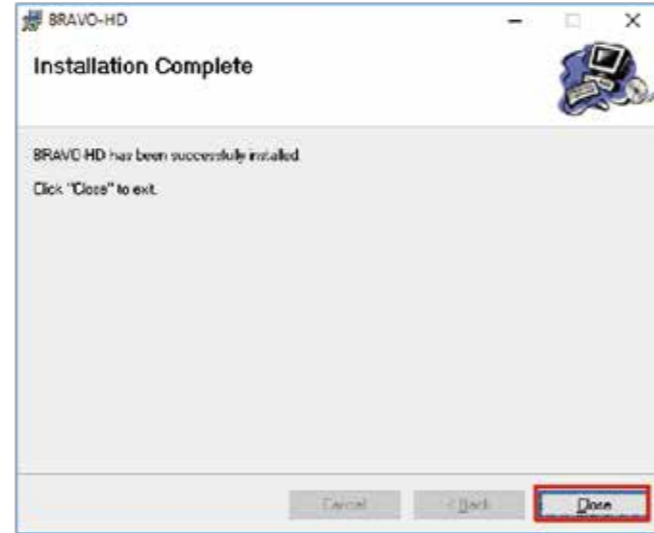 BRAVO-HD
Installation Complete
BRAVO-HD has been successfully installed.
Click "Close" to exit.
Cancel
< Back
Close